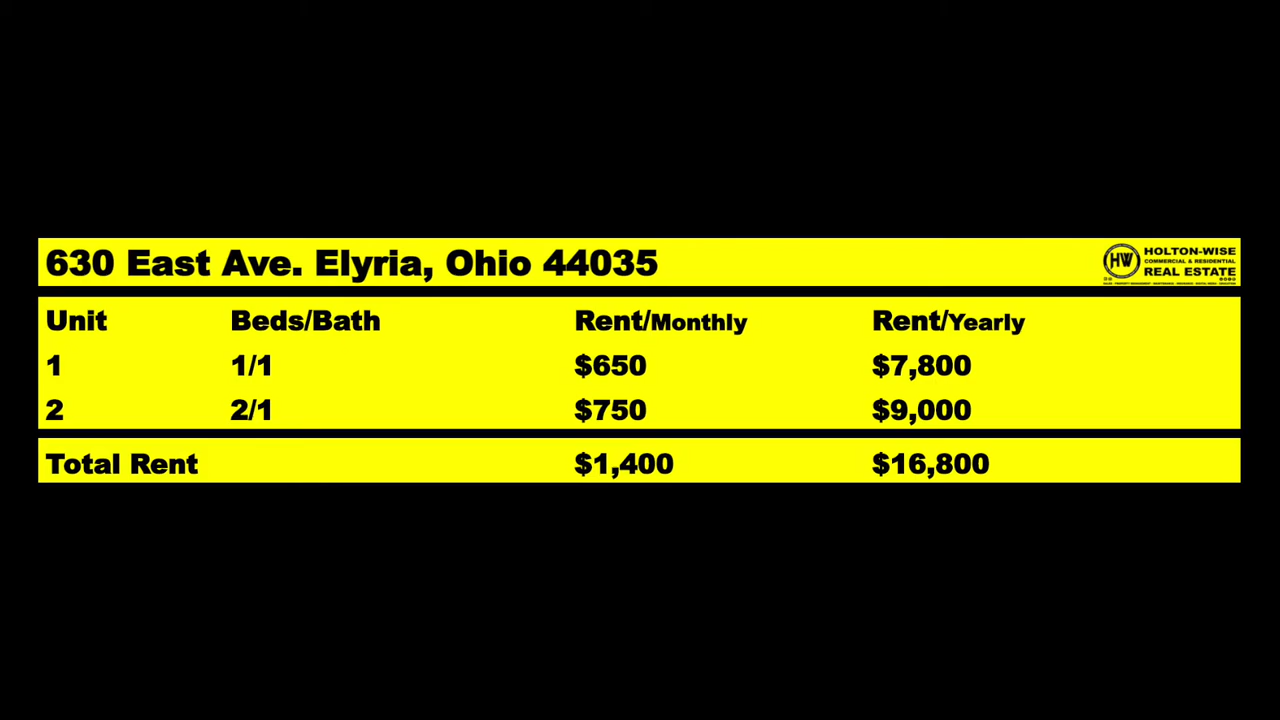 630 East Ave. Elyria, Ohio 44035
HW
HOLTON-WISE
COMMERCIAL & RESIDENTIAL
REAL ESTATE
Unit Beds/Bath Rent/Monthly Rent/Yearly
1 1/1 $650 $7,800
2 2/1 $750 $9,000
Total Rent $1,400 $16,800